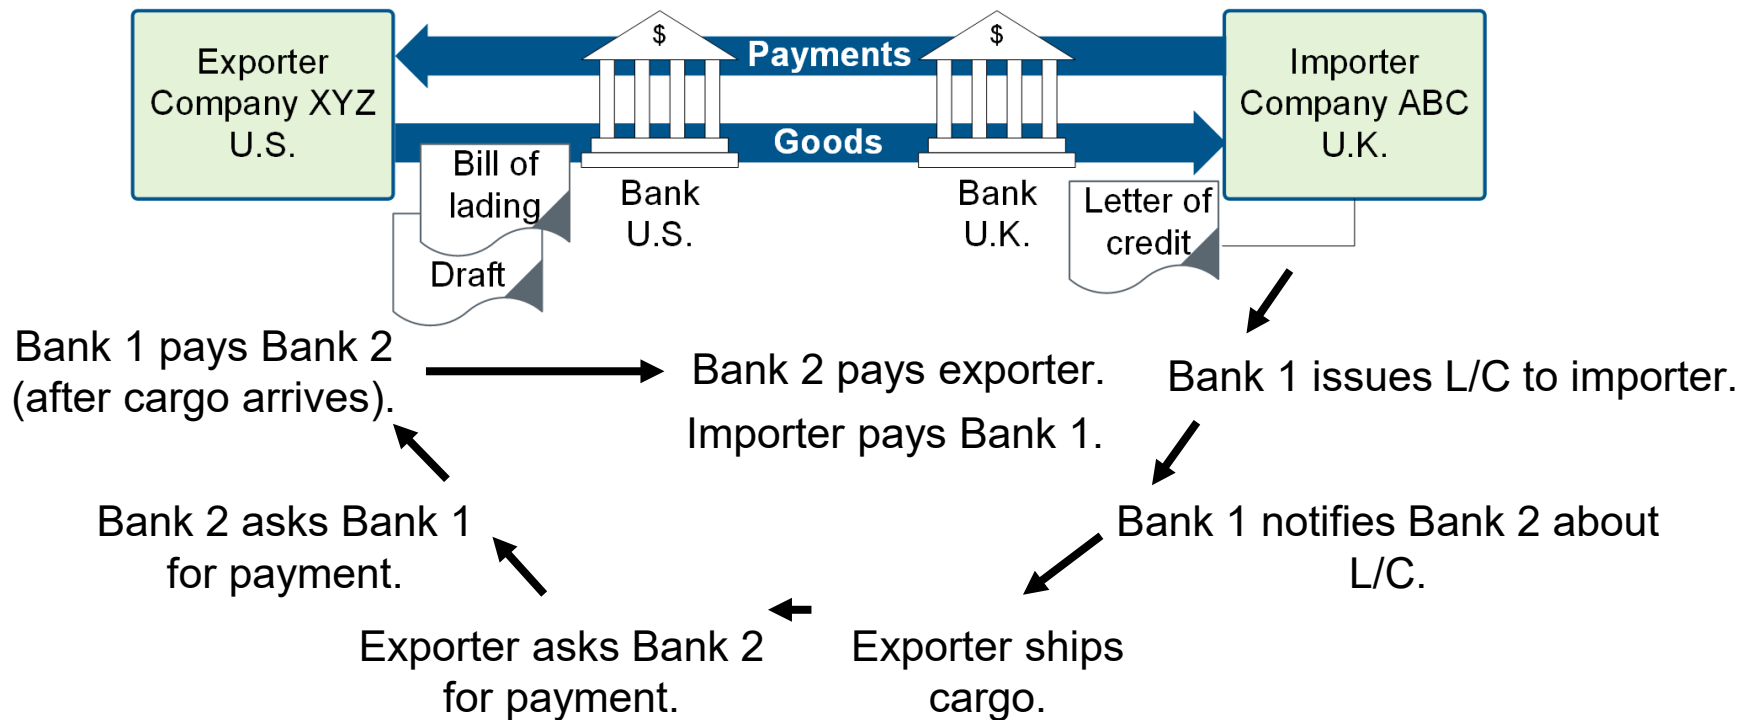 Exporter
Company XYZ
U.S.
$
Payments
$
Importer
Company ABC
U.K.
Goods
Bill of
lading
Draft
Bank
U.S.
Bank
U.K.
Letter of
credit
Bank 1 issues L/C to importer.
Bank 1 notifies Bank 2 about
L/C.
Exporter ships
cargo.
Exporter asks Bank 2
for payment.
Bank 2 asks Bank 1
for payment.
Bank 1 pays Bank 2
(after cargo arrives).
Bank 2 pays exporter.
Importer pays Bank 1.